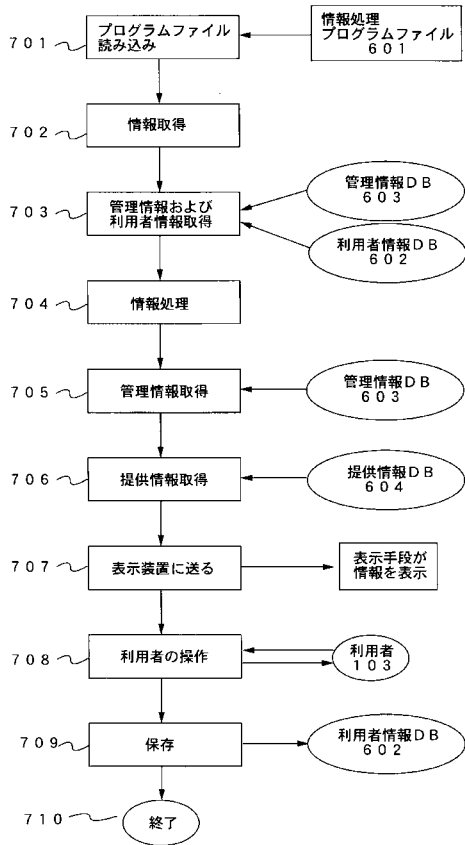 701
プログラムファイル
読み込み
情報処理
プログラムファイル
601
702
情報取得
703
管理情報および
利用者情報取得
管理情報DB
603
利用者情報DB
602
704
情報処理
705
管理情報取得
管理情報DB
603
706
提供情報取得
提供情報DB
604
707
表示装置に送る
表示手段が
情報を表示
708
利用者の操作
利用者
103
709
保存
利用者情報DB
602
710
終了